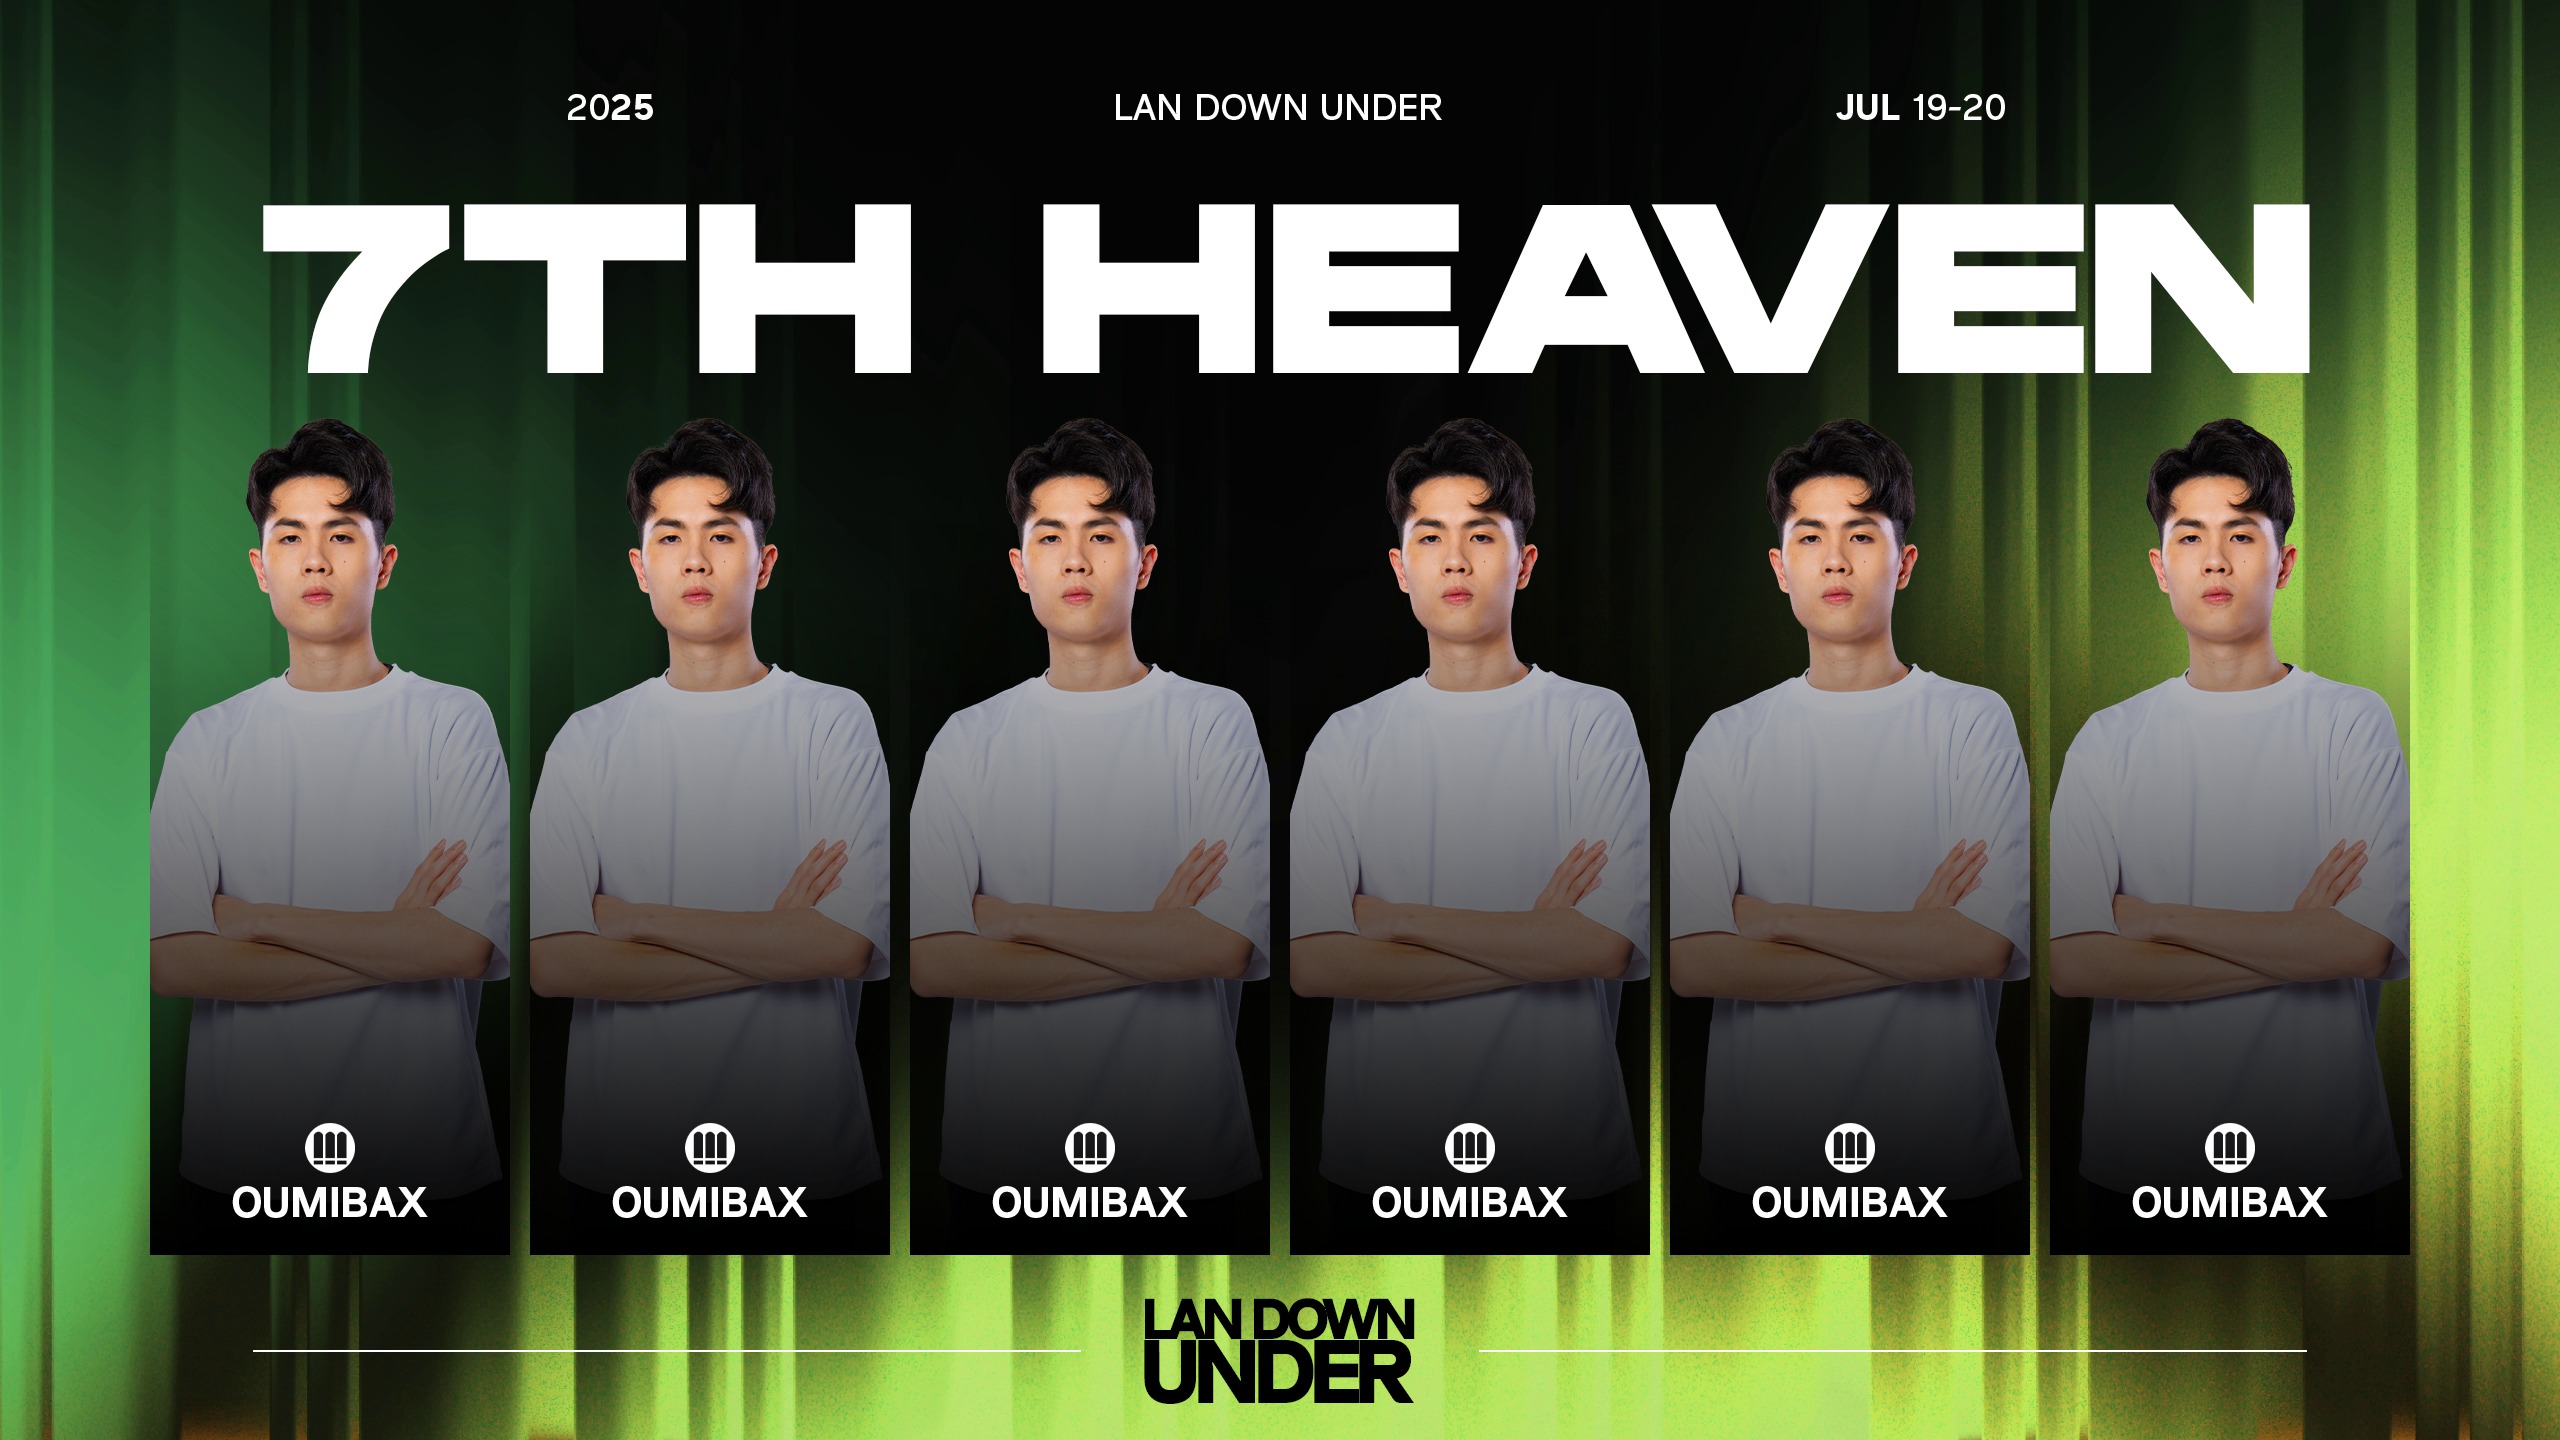 2025
LAN DOWN UNDER
JUL 19-20
7TH HEAVEN
OUMIBAX
OUMIBAX
OUMIBAX
OUMIBAX
OUMIBAX
OUMIBAX
LAN DOWN
UNDER